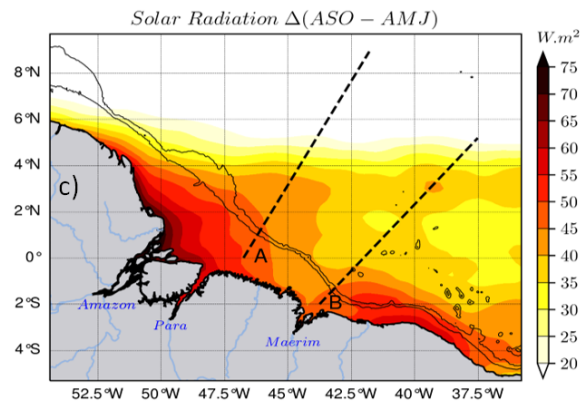 Solar Radiation Δ(ASO − AMJ)
W.m²
8°N
6°N
4°N
2°N
0°
2°S
4°S
c)
A
B
Amazon
Para
Maerim
52.5°W 50°W 47.5°W 45°W 42.5°W 40°W 37.5°W
75
70
65
60
55
50
45
40
35
30
25
20